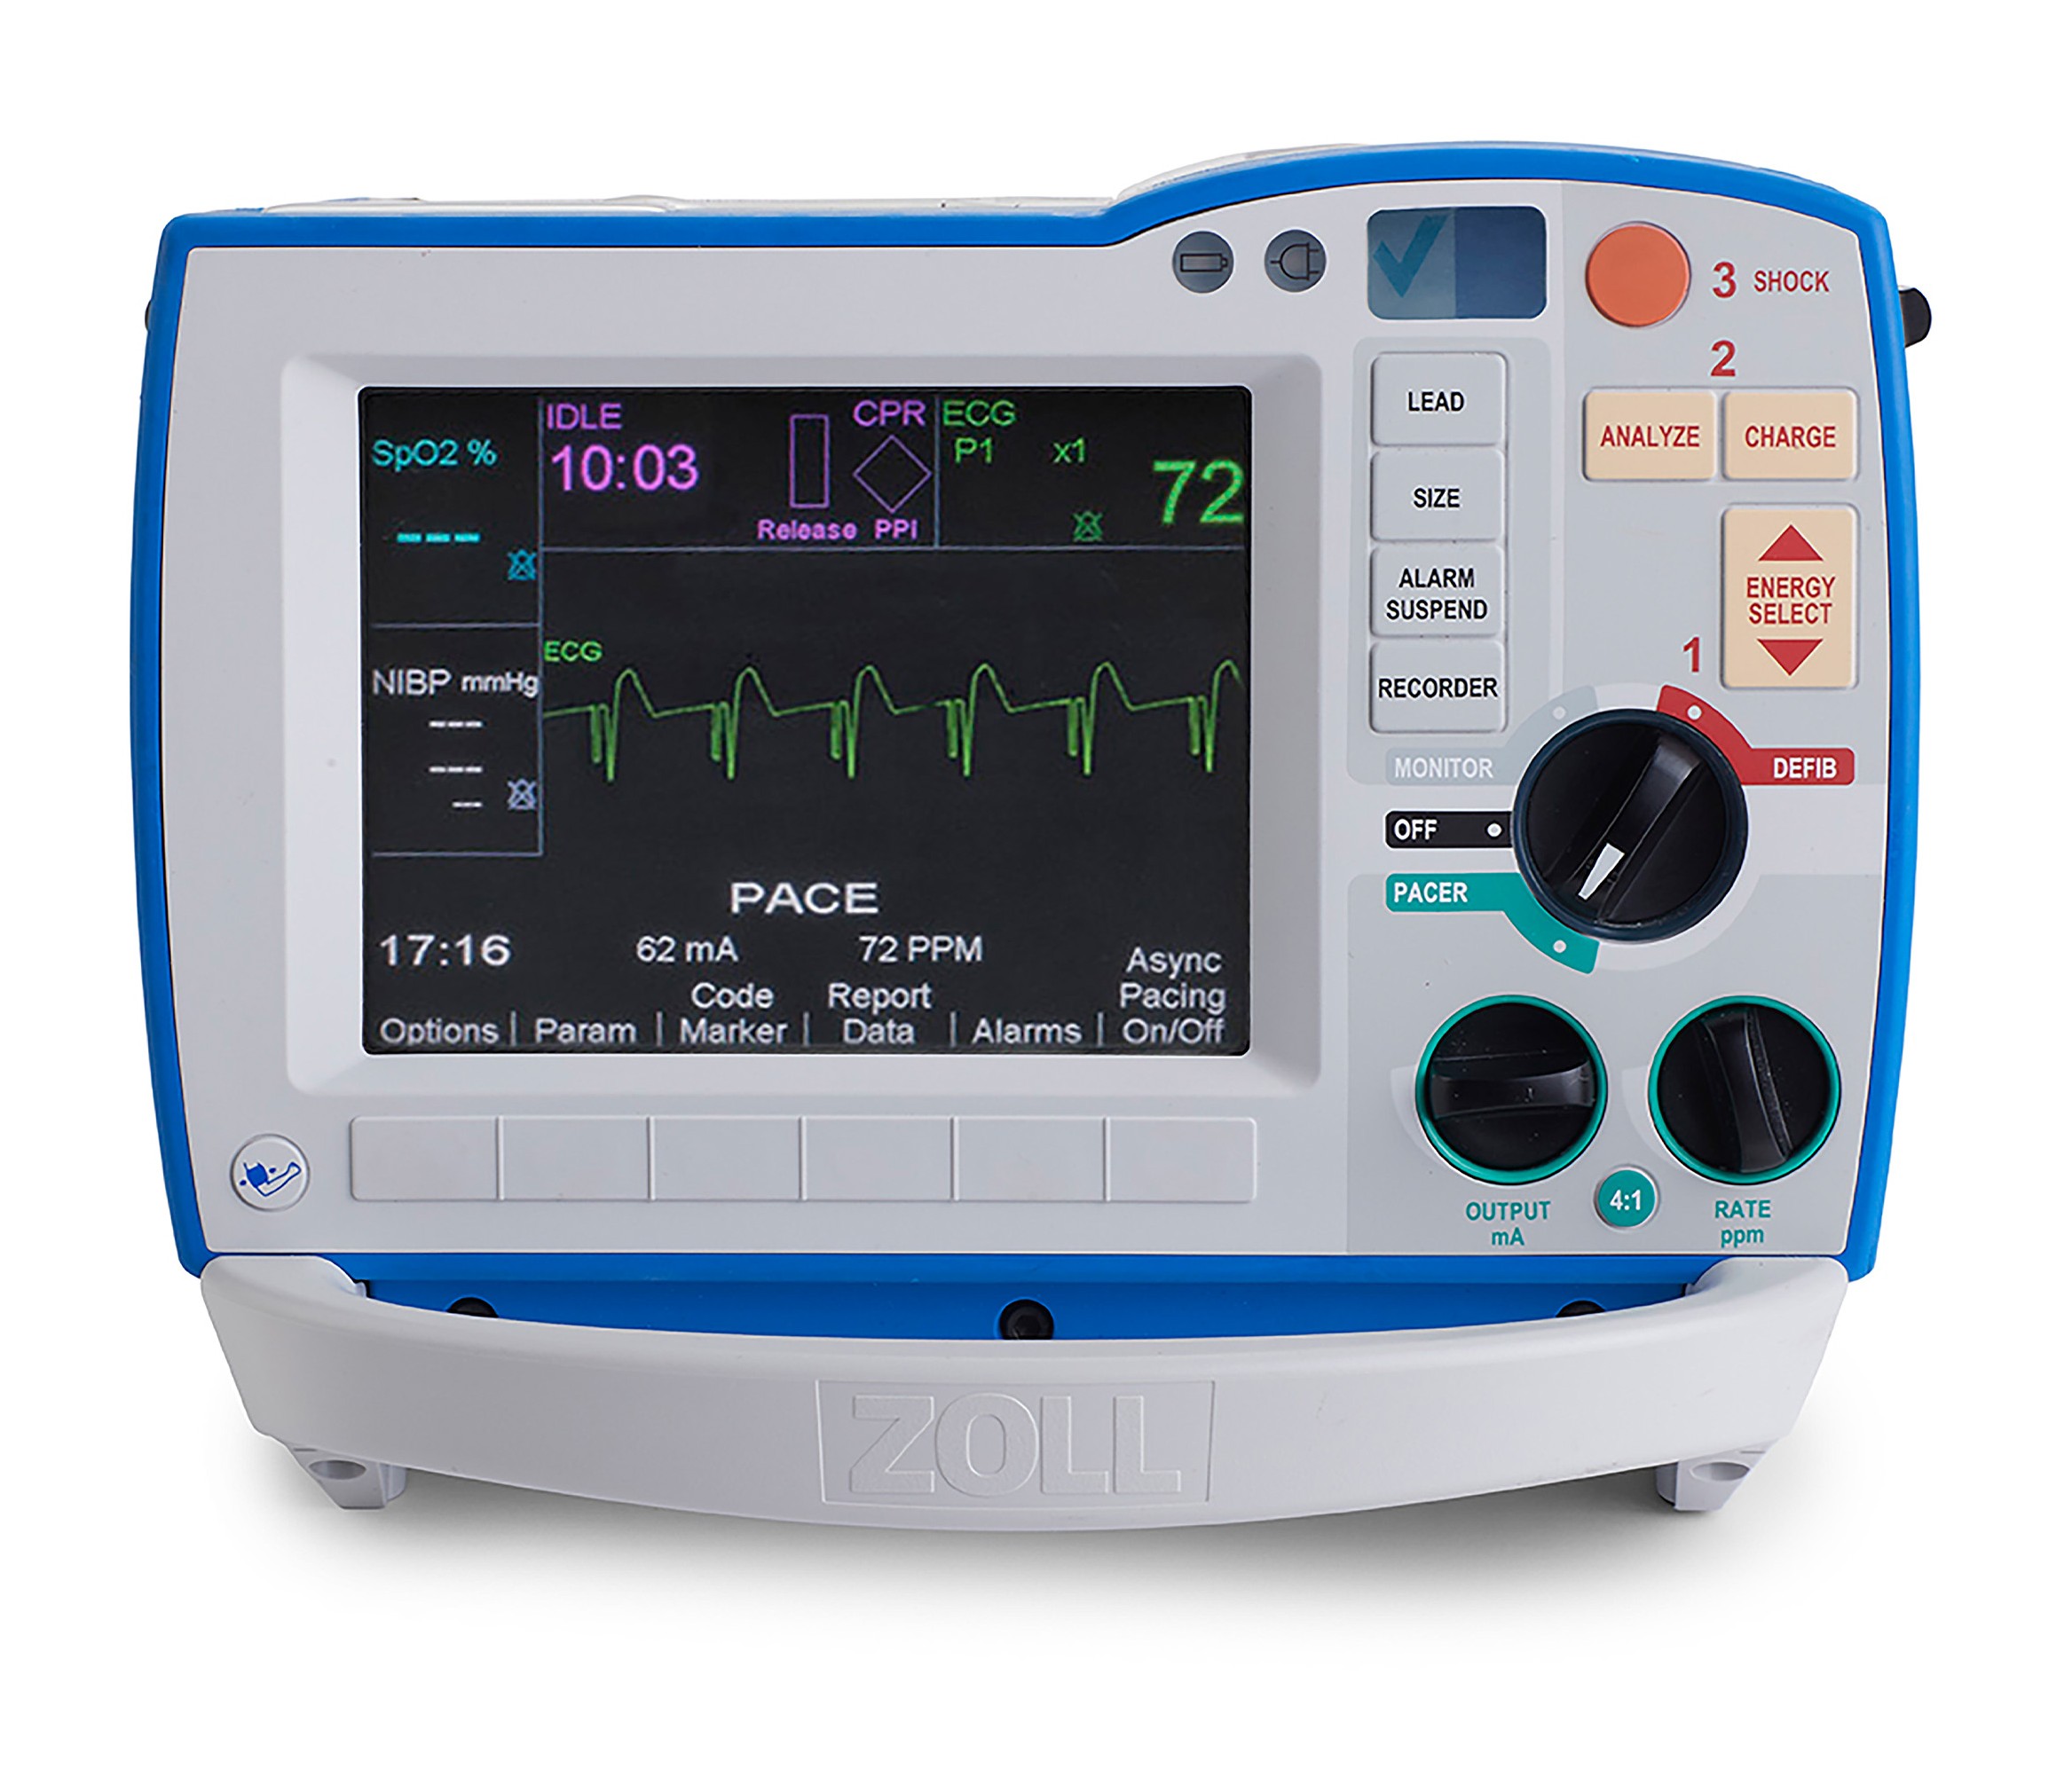 SpO2 %
---
IDLE
10:03
CPR
Release PPI
ECG
P1 x1
72
NIBP mmHg
---
---
--
ECG
PACE
17:16 62 mA 72 PPM
Options
Param
Code
Marker
Report
Data
Alarms
Async
Pacing
On/Off
3 SHOCK
2
ANALYZE CHARGE
ENERGY
SELECT
1
LEAD
SIZE
ALARM
SUSPEND
RECORDER
MONITOR
DEFIB
OFF
PACER
OUTPUT
mA
4:1
RATE
ppm
ZOLL